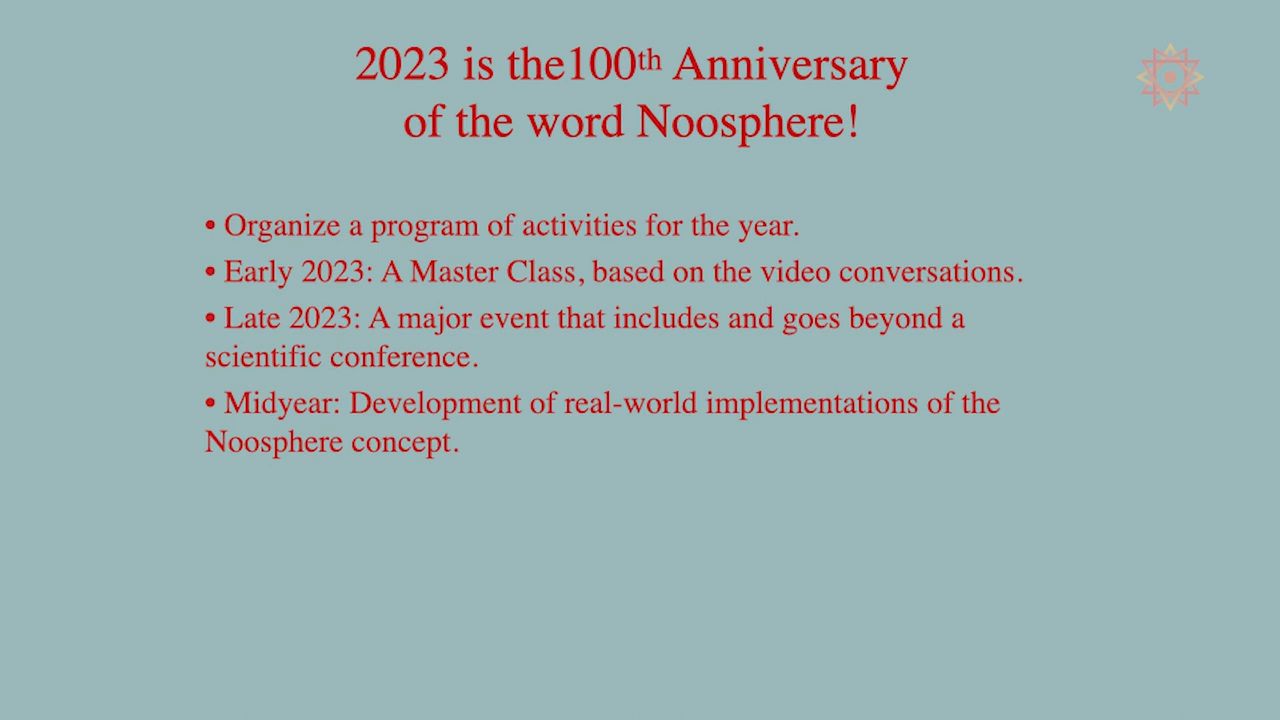 2023 is the100th Anniversary
of the word Noosphere!
• Organize a program of activities for the year.
• Early 2023: A Master Class, based on the video conversations.
• Late 2023: A major event that includes and goes beyond a
scientific conference.
• Midyear: Development of real-world implementations of the
Noosphere concept.